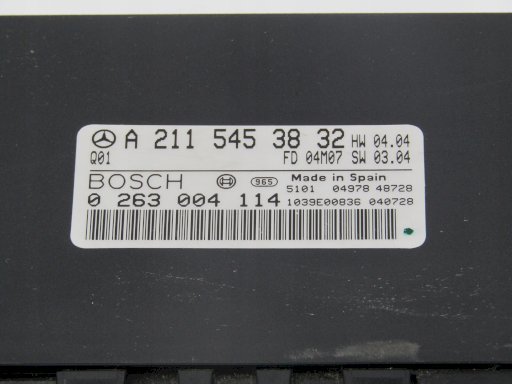 A 211 545 38 32 HW 04.04
Q01 FD 04M07 SW 03.04
BOSCH 965 Made in Spain
5101 04978 48728
0 263 004 114 1039E00836 040728